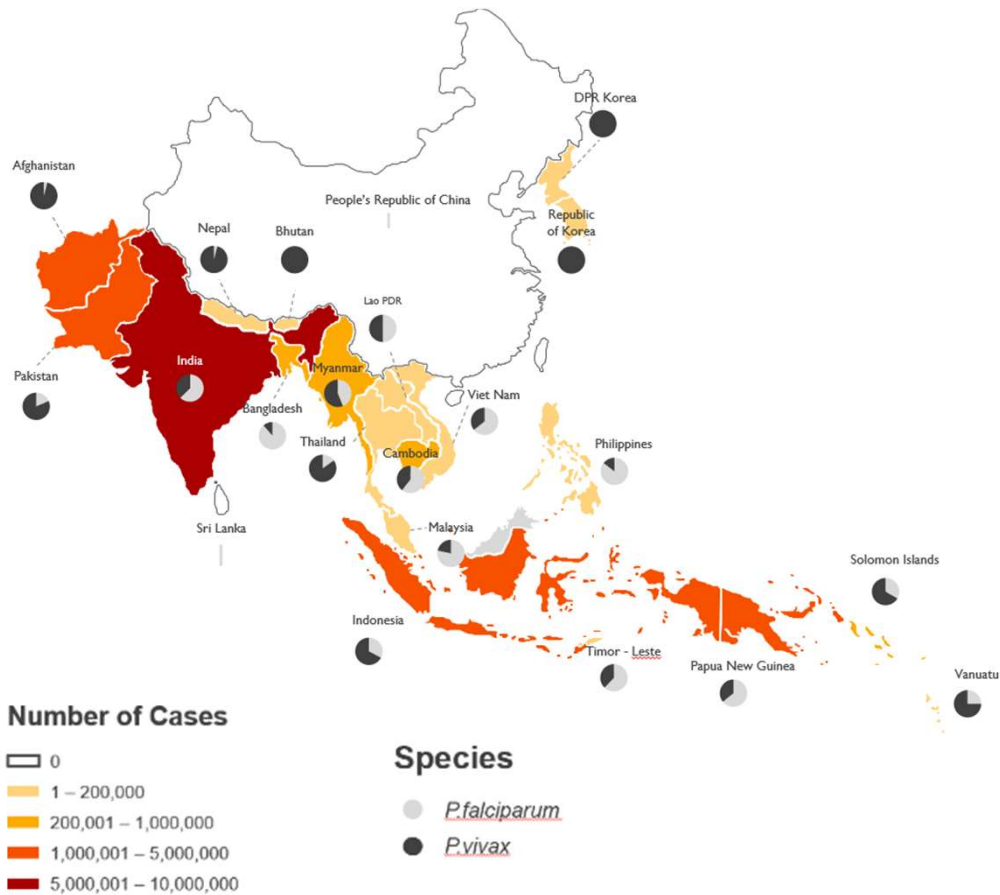 DPR Korea
Afghanistan
People's Republic of China
Republic
of Korea
Nepal
Bhutan
Lao PDR
India
Myanmar
Pakistan
Bangladesh
Viet Nam
Thailand
Cambodia
Philippines
Sri Lanka
Malaysia
Solomon Islands
Indonesia
Timor - Leste
Papua New Guinea
Vanuatu
Number of Cases
0
1 – 200,000
200,001 – 1,000,000
1,000,001 – 5,000,000
5,000,001 – 10,000,000
Species
P.falciparum
P.vivax